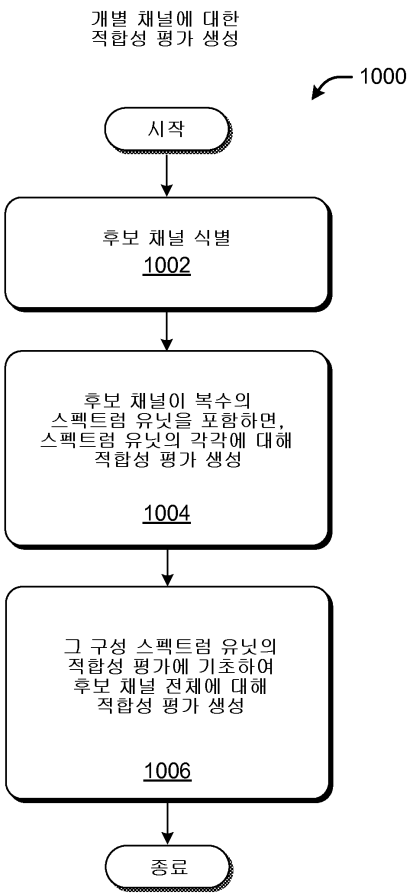 개별 채널에 대한
적합성 평가 생성
1000
시작
후보 채널 식별
1002
후보 채널이 복수의
스펙트럼 유닛을 포함하면,
스펙트럼 유닛의 각각에 대해
적합성 평가 생성
1004
그 구성 스펙트럼 유닛의
적합성 평가에 기초하여
후보 채널 전체에 대해
적합성 평가 생성
1006
종료